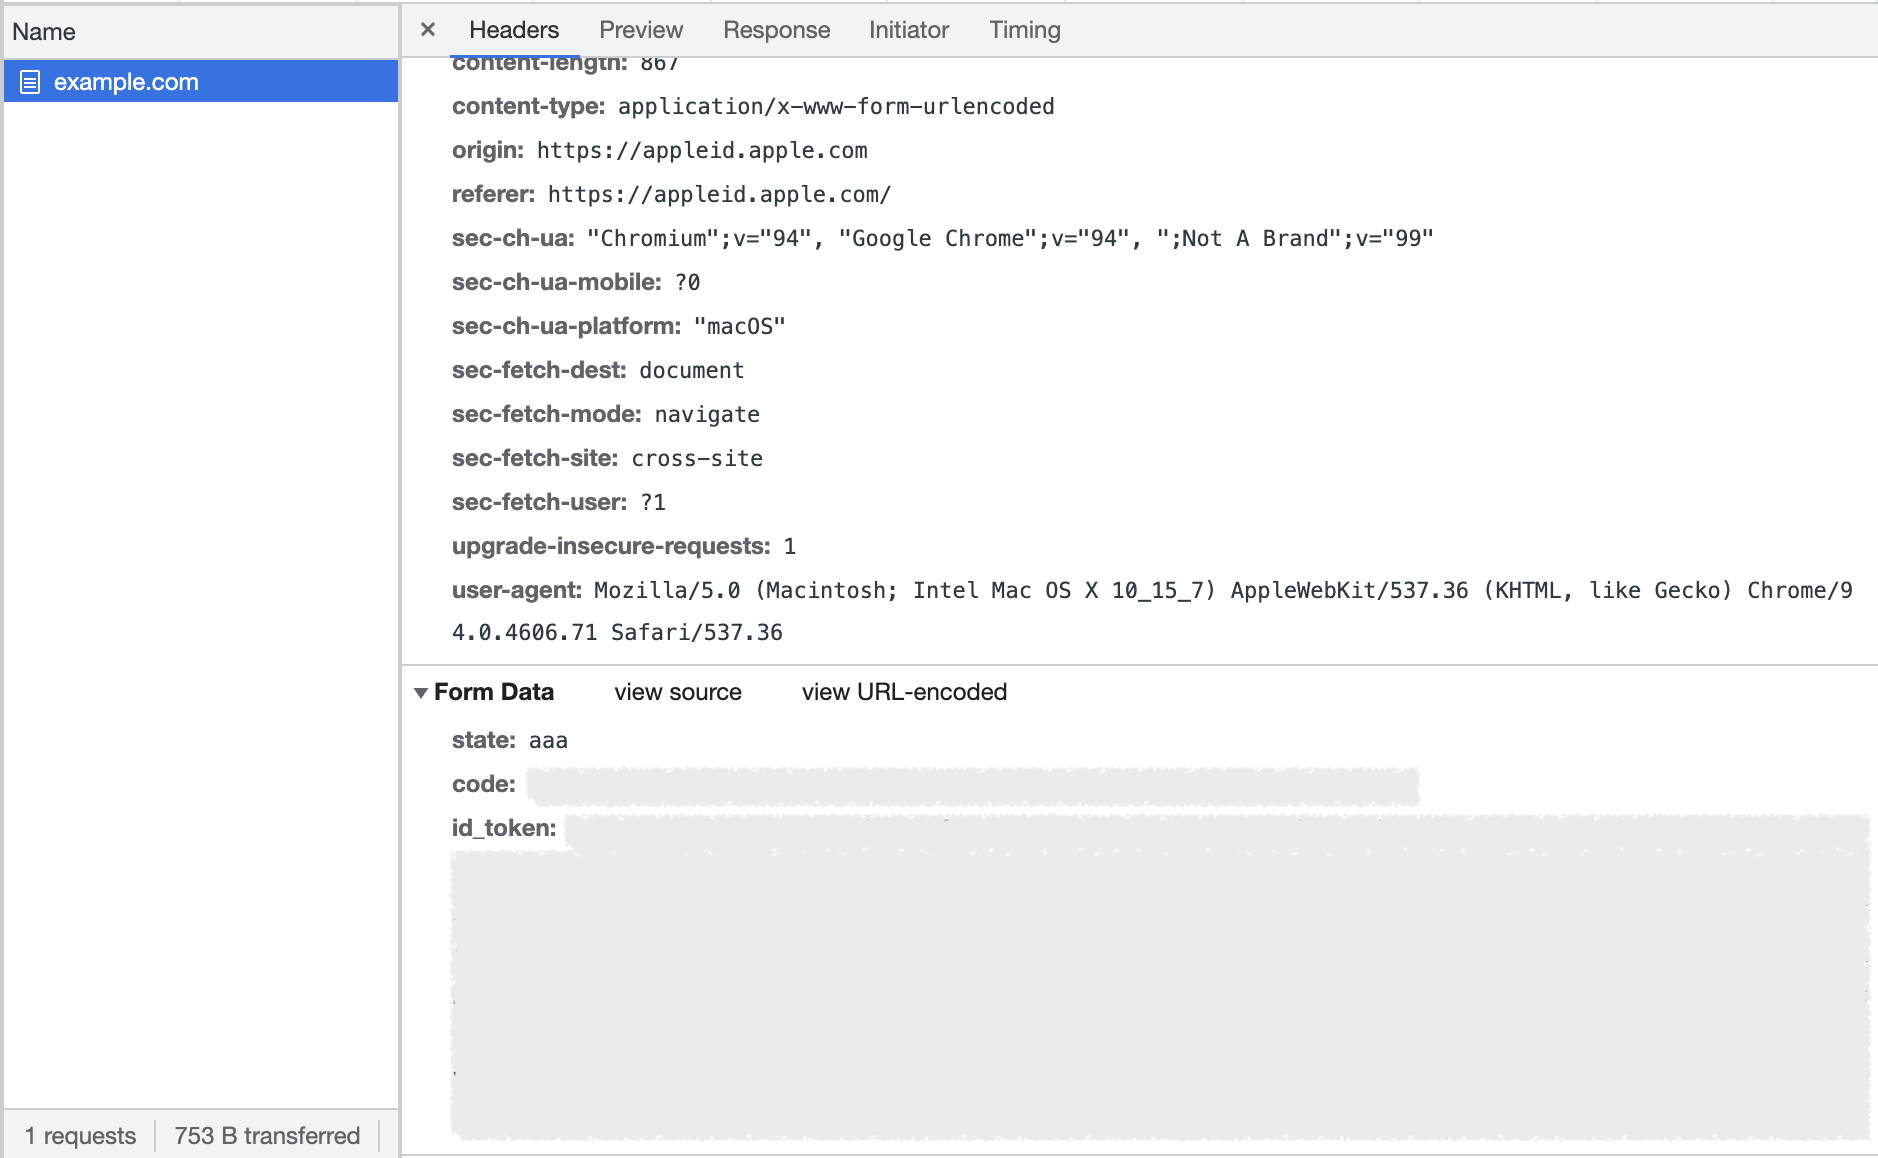 Name
example.com
1 requests
753 B transferred
× Headers Preview Response Initiator Timing
content-length: 867
content-type: application/x-www-form-urlencoded
origin: https://appleid.apple.com
referer: https://appleid.apple.com/
sec-ch-ua: "Chromium";v="94", "Google Chrome";v="94", ";Not A Brand";v="99"
sec-ch-ua-mobile: ?0
sec-ch-ua-platform: "macOS"
sec-fetch-dest: document
sec-fetch-mode: navigate
sec-fetch-site: cross-site
sec-fetch-user: ?1
upgrade-insecure-requests: 1
user-agent: Mozilla/5.0 (Macintosh; Intel Mac OS X 10_15_7) AppleWebKit/537.36 (KHTML, like Gecko) Chrome/9
4.0.4606.71 Safari/537.36
Form Data view source view URL-encoded
state: aaa
code:
id_token: